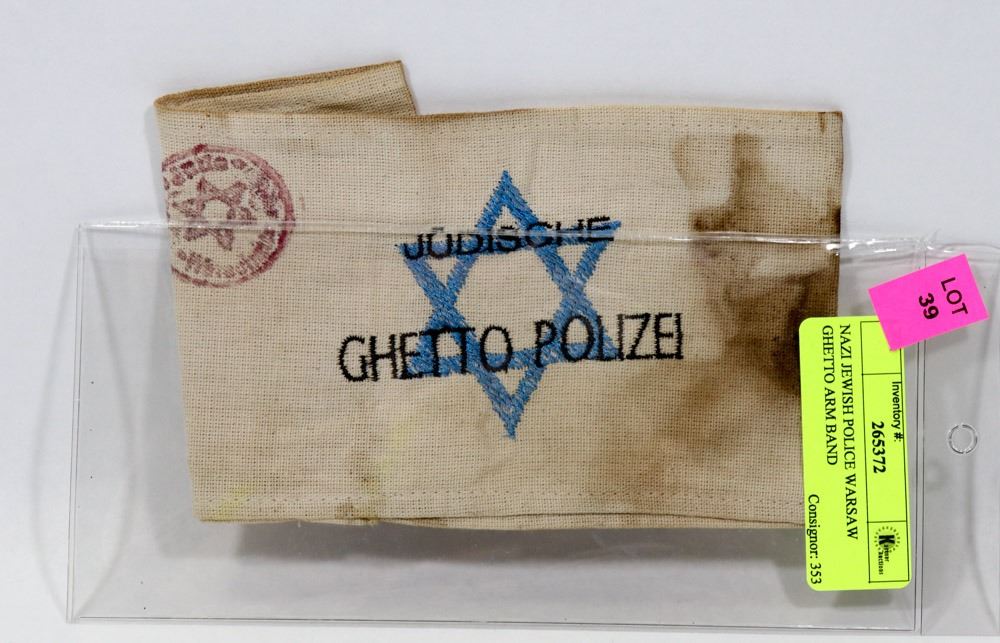 JÜDISCHE
GHETTO POLIZEI
LOT
39
Inventory #:
265372
NAZI JEWISH POLICE WARSAW
GHETTO ARM BAND
Consignor: 353